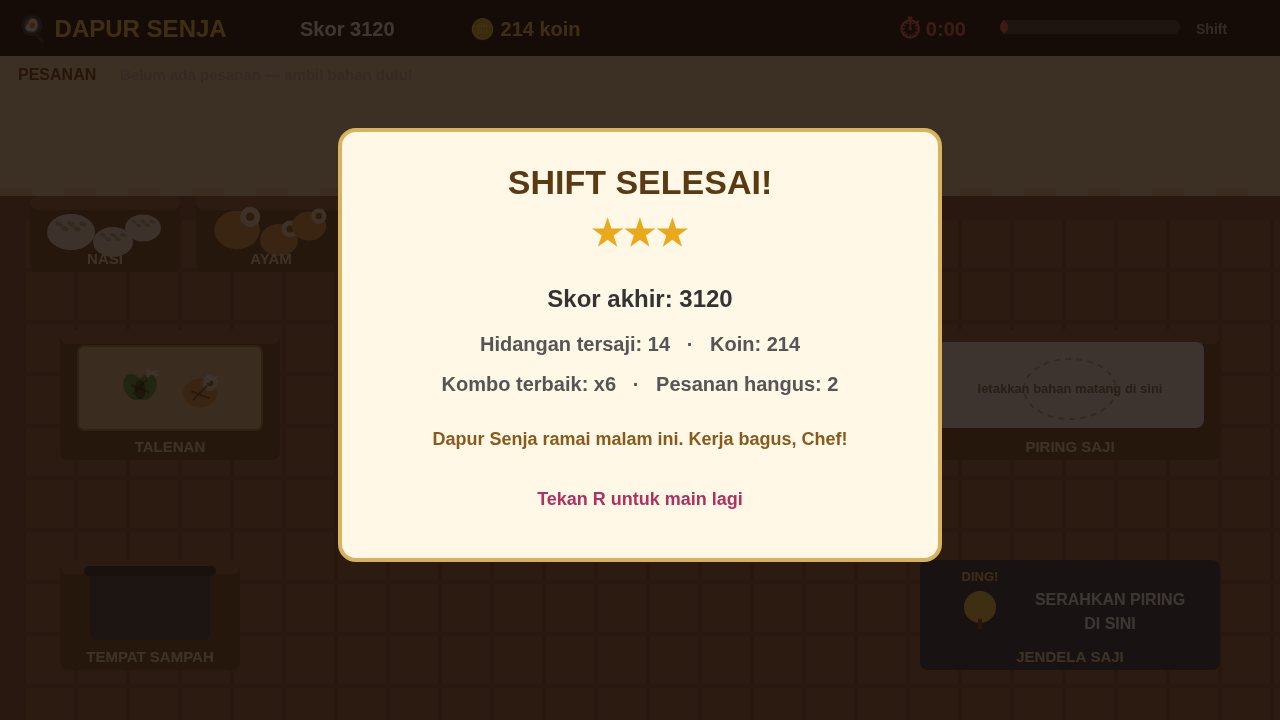 DAPUR SENJA
Skor 3120
214 koin
0:00
Shift
PESANAN
Belum ada pesanan — ambil bahan dulu!
SHIFT SELESAI!
★★★
Skor akhir: 3120
Hidangan tersaji: 14 · Koin: 214
Kombo terbaik: x6 · Pesanan hangus: 2
Dapur Senja ramai malam ini. Kerja bagus, Chef!
Tekan R untuk main lagi
NASI
AYAM
TALENAN
letakkan bahan matang di sini
PIRING SAJI
TEMPAT SAMPAH
DING!
SERAHKAN PIRING
DI SINI
JENDELA SAJI